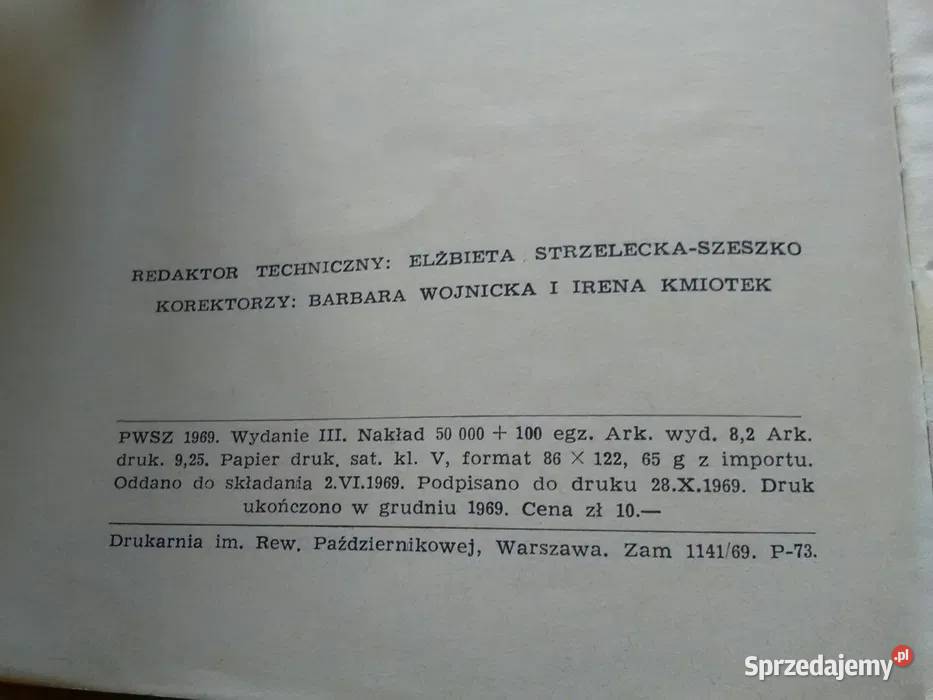 REDAKTOR TECHNICZNY: ELŻBIETA STRZELECKA-SZESZKO
KOREKTORZY: BARBARA WOJNICKA I IRENA KMIOTEK
PWSZ 1969. Wydanie III. Nakład 50 000 + 100 egz. Ark. wyd. 8,2 Ark.
druk. 9,25. Papier druk. sat. kl. V, format 86 × 122, 65 g z importu.
Oddano do składania 2.VI.1969. Podpisano do druku 28.X.1969. Druk
ukończono w grudniu 1969. Cena zł 10.—
Drukarnia im. Rew. Październikowej, Warszawa. Zam 1141/69. P-73.
Sprzedajemy.pl